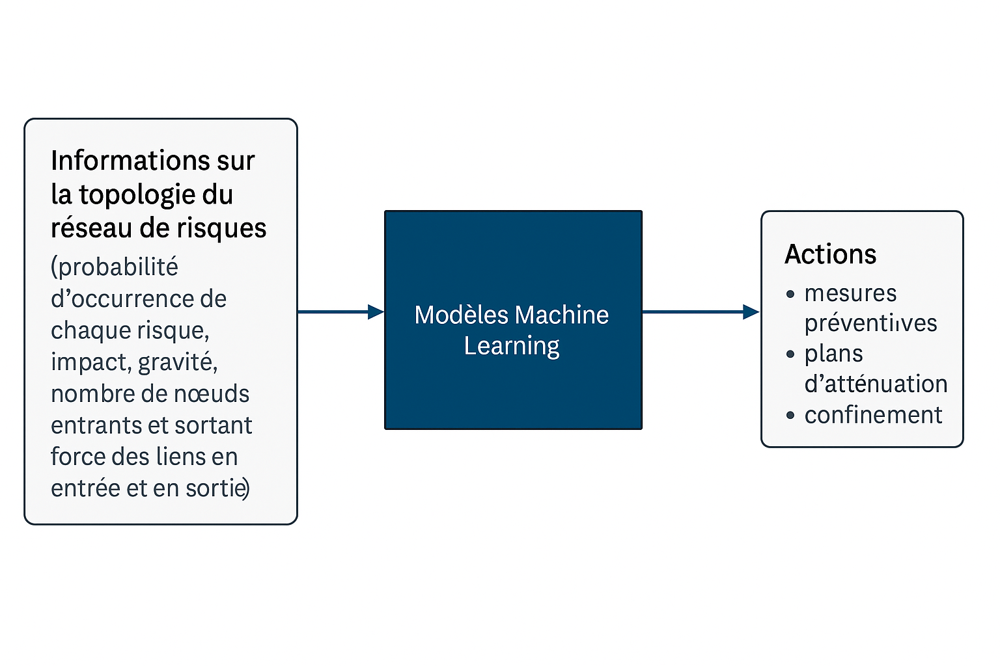 Informations sur
la topologie du
réseau de risques
(probabilité
d’occurrence de
chaque risque,
impact, gravité,
nombre de nœuds
entrants et sortant
force des liens en
entrée et en sortie)
Modèles Machine
Learning
Actions
• mesures
préventiıves
• plans
d’atténuation
• confinement